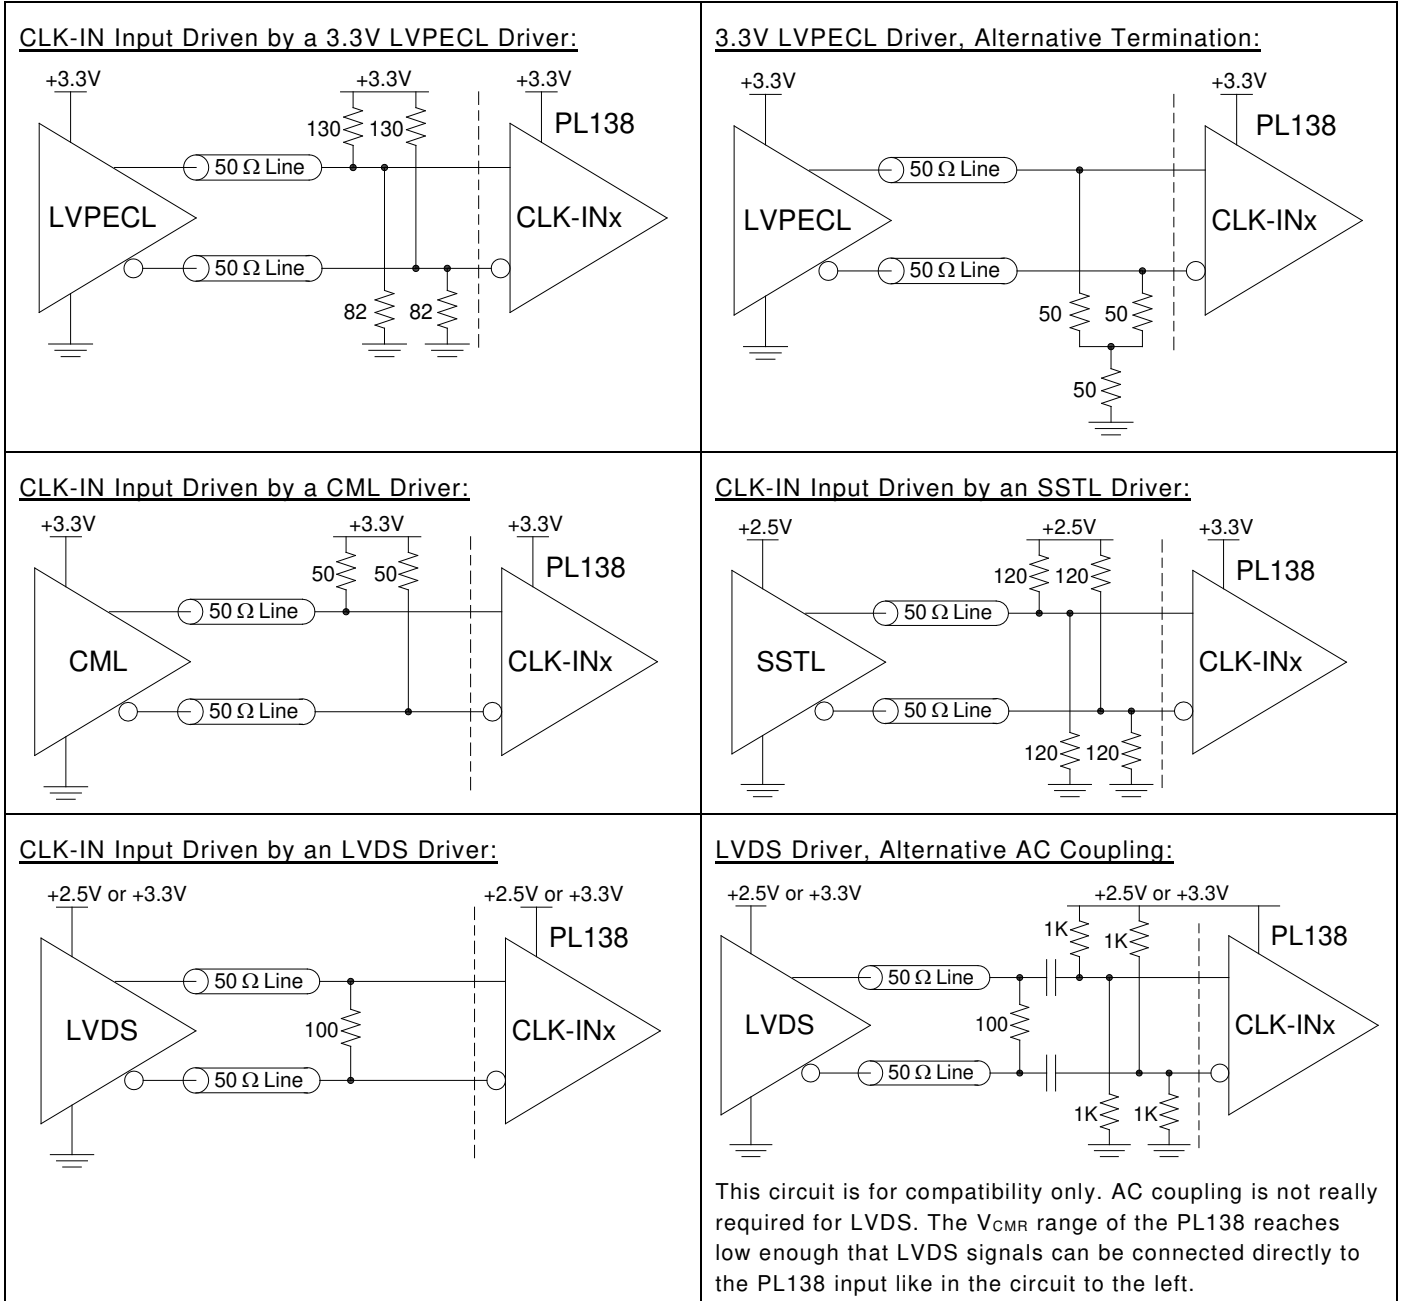 CLK-IN Input Driven by a 3.3V LVPECL Driver:
+3.3V
+3.3V
+3.3V
130
130
PL138
50 Ω Line
LVPECL
CLK-INx
50 Ω Line
82
82
3.3V LVPECL Driver, Alternative Termination:
+3.3V
+3.3V
PL138
50 Ω Line
LVPECL
CLK-INx
50 Ω Line
50
50
50
CLK-IN Input Driven by a CML Driver:
+3.3V
+3.3V
+3.3V
50
50
PL138
50 Ω Line
CML
CLK-INx
50 Ω Line
CLK-IN Input Driven by an SSTL Driver:
+2.5V
+2.5V
+3.3V
120
120
PL138
50 Ω Line
SSTL
CLK-INx
50 Ω Line
120
120
CLK-IN Input Driven by an LVDS Driver:
+2.5V or +3.3V
+2.5V or +3.3V
PL138
50 Ω Line
LVDS
100
CLK-INx
50 Ω Line
LVDS Driver, Alternative AC Coupling:
+2.5V or +3.3V
+2.5V or +3.3V
1K
1K
PL138
50 Ω Line
LVDS
100
CLK-INx
50 Ω Line
1K
1K
This circuit is for compatibility only. AC coupling is not really
required for LVDS. The VCMR range of the PL138 reaches
low enough that LVDS signals can be connected directly to
the PL138 input like in the circuit to the left.